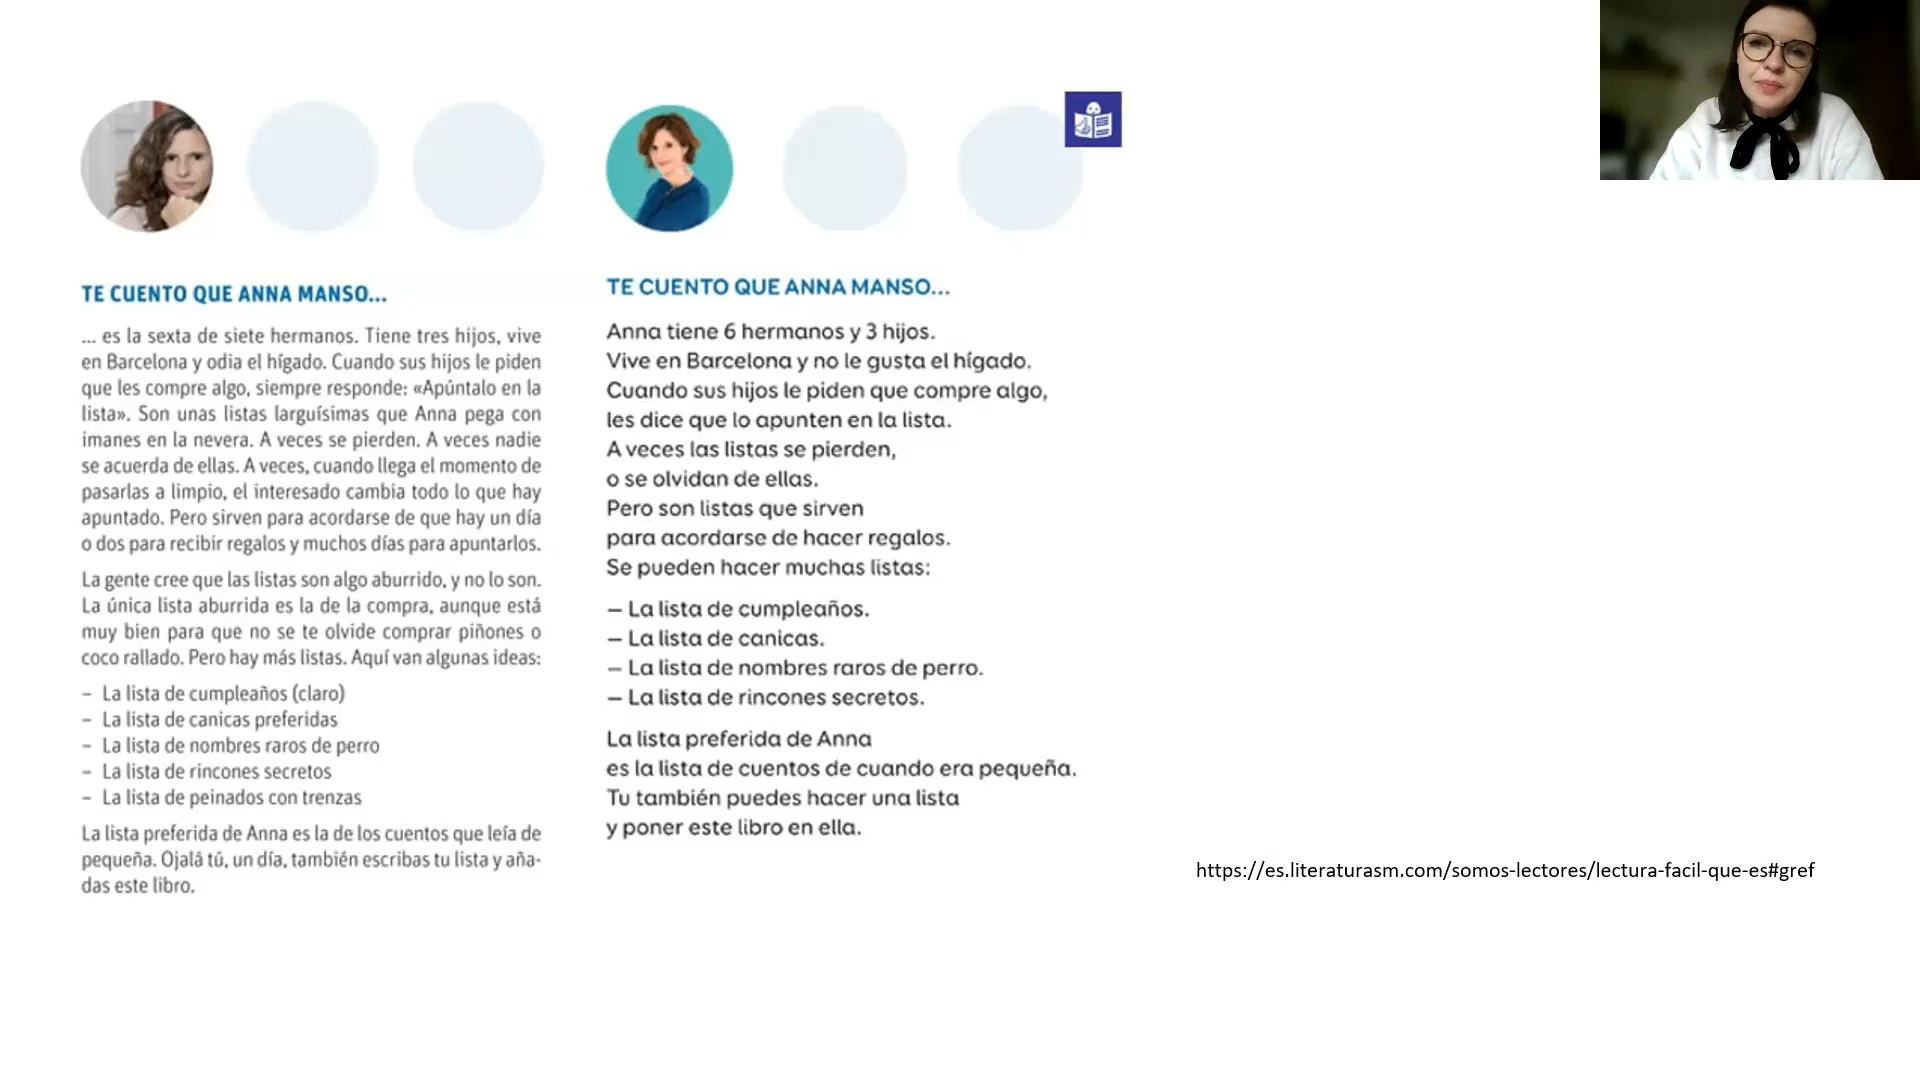 TE CUENTO QUE ANNA MANSO...
... es la sexta de siete hermanos. Tiene tres hijos, vive
en Barcelona y odia el hígado. Cuando sus hijos le piden
que les compre algo, siempre responde: «Apúntalo en la
lista». Son unas listas larguísimas que Anna pega con
imanes en la nevera. A veces se pierden. A veces nadie
se acuerda de ellas. A veces, cuando llega el momento de
pasarlas a limpio, el interesado cambia todo lo que hay
apuntado. Pero sirven para acordarse de que hay un día
o dos para recibir regalos y muchos días para apuntarlos.
La gente cree que las listas son algo aburrido, y no lo son.
La única lista aburrida es la de la compra, aunque está
muy bien para que no se te olvide comprar piñones o
coco rallado. Pero hay más listas. Aquí van algunas ideas:
– La lista de cumpleaños (claro)
– La lista de canicas preferidas
– La lista de nombres raros de perro
– La lista de rincones secretos
– La lista de peinados con trenzas
La lista preferida de Anna es la de los cuentos que leía de
pequeña. Ojalá tú, un día, también escribas tu lista y aña-
das este libro.
TE CUENTO QUE ANNA MANSO...
Anna tiene 6 hermanos y 3 hijos.
Vive en Barcelona y no le gusta el hígado.
Cuando sus hijos le piden que compre algo,
les dice que lo apunten en la lista.
A veces las listas se pierden,
o se olvidan de ellas.
Pero son listas que sirven
para acordarse de hacer regalos.
Se pueden hacer muchas listas:
– La lista de cumpleaños.
– La lista de canicas.
– La lista de nombres raros de perro.
– La lista de rincones secretos.
La lista preferida de Anna
es la lista de cuentos de cuando era pequeña.
Tu también puedes hacer una lista
y poner este libro en ella.
https://es.literaturasm.com/somos-lectores/lectura-facil-que-es#gref